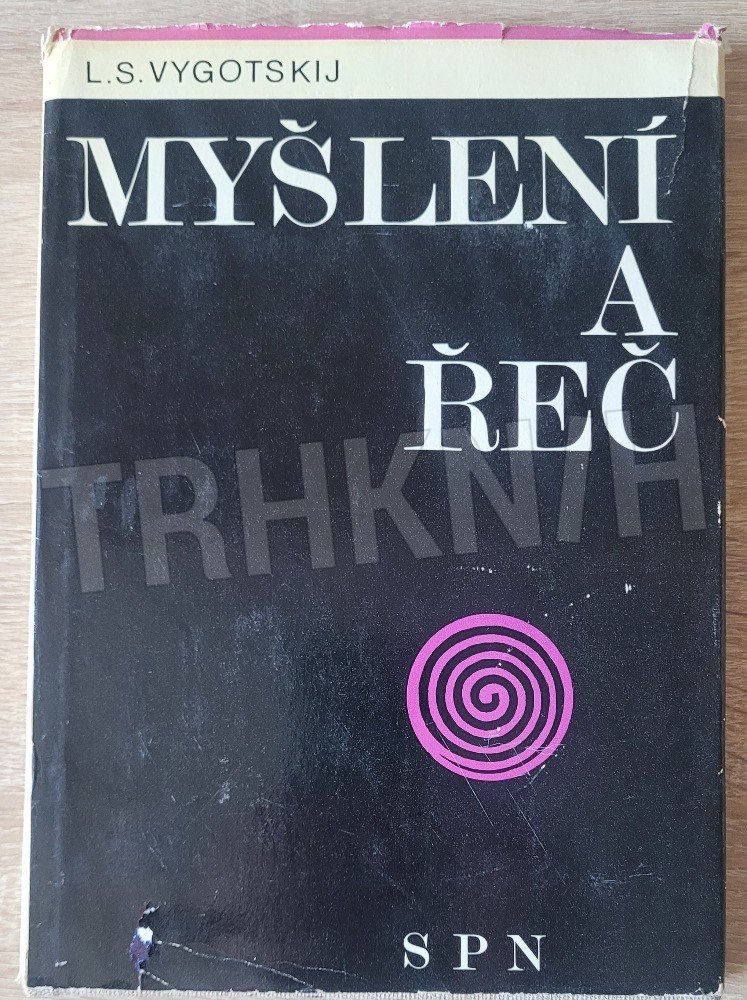 L.S. VYGOTSKIJ
MYŠLENÍ
A
ŘEČ
TRHKNIH
SPN